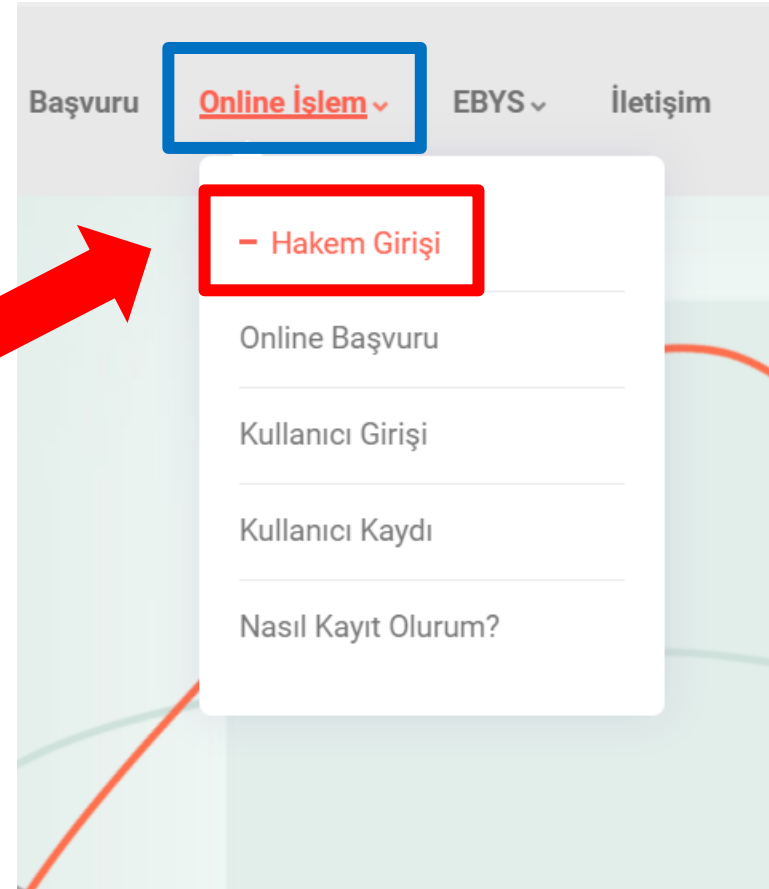 Başvuru Online İşlem EBYS İletişim
Hakem Girişi
Online Başvuru
Kullanıcı Girişi
Kullanıcı Kaydı
Nasıl Kayıt Olurum?